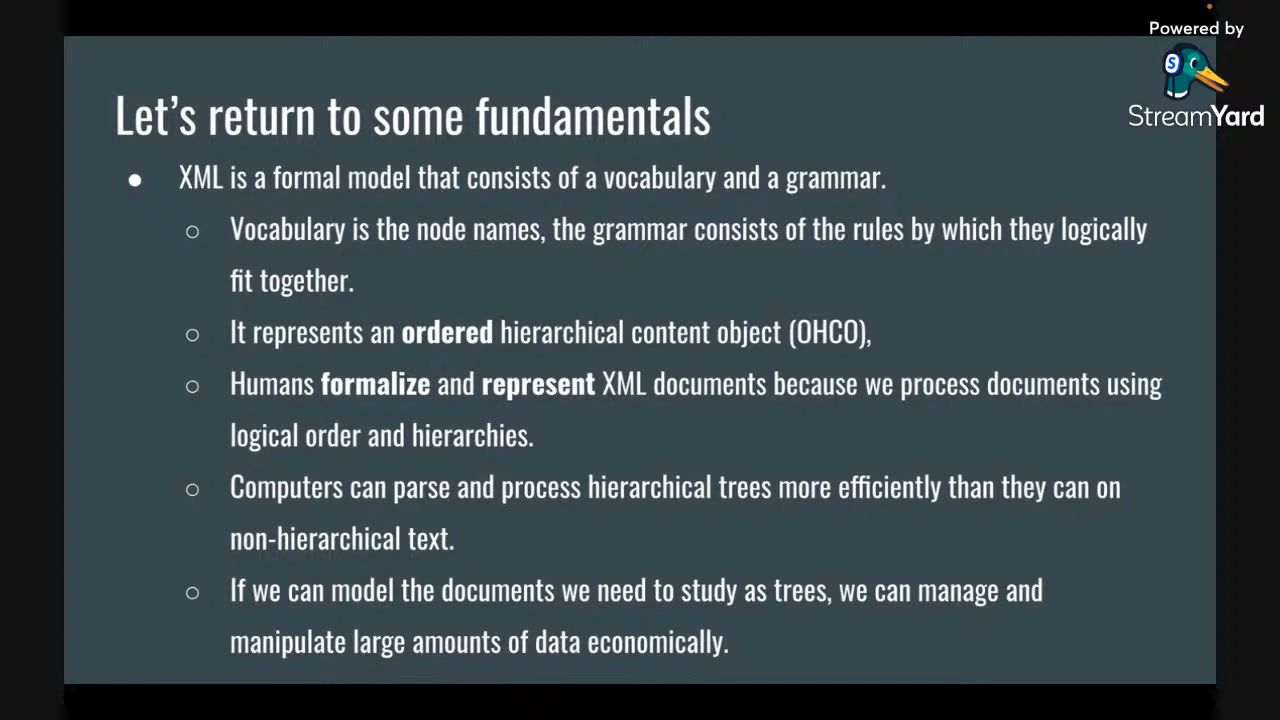 Powered by
StreamYard
Let's return to some fundamentals
● XML is a formal model that consists of a vocabulary and a grammar.
○ Vocabulary is the node names, the grammar consists of the rules by which they logically
fit together.
○ It represents an ordered hierarchical content object (OHCO),
○ Humans formalize and represent XML documents because we process documents using
logical order and hierarchies.
○ Computers can parse and process hierarchical trees more efficiently than they can on
non-hierarchical text.
○ If we can model the documents we need to study as trees, we can manage and
manipulate large amounts of data economically.